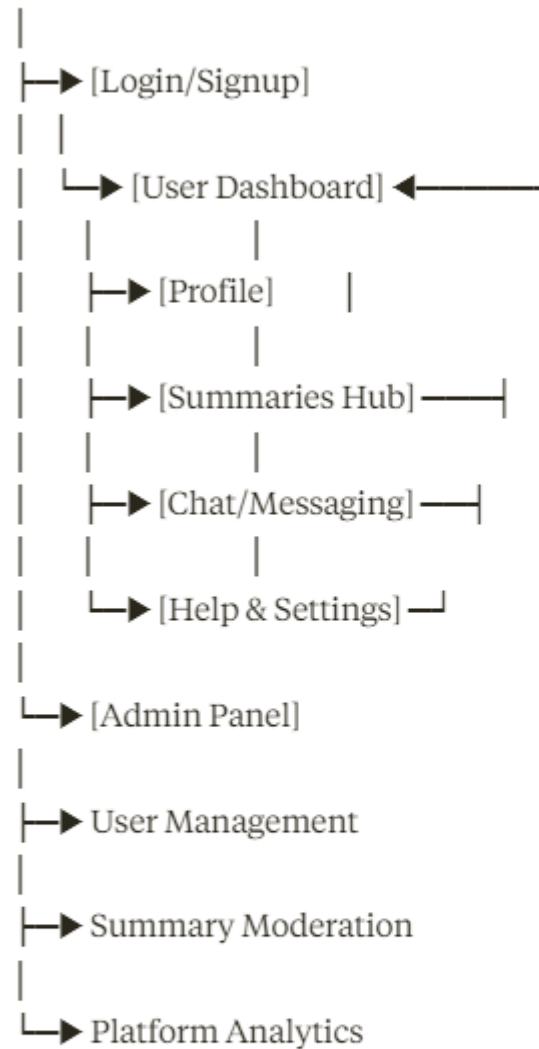 [Login/Signup]
[User Dashboard]
[Profile]
[Summaries Hub]
[Chat/Messaging]
[Help & Settings]
[Admin Panel]
User Management
Summary Moderation
Platform Analytics